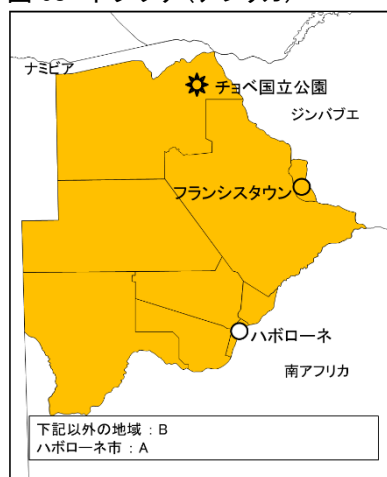 ナミビア
チョベ国立公園
ジンバブエ
フランシスタウン
ハボローネ
南アフリカ
下記以外の地域：B
ハボローネ市：A